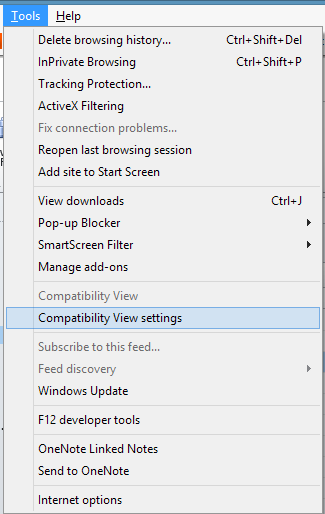 Tools Help
Delete browsing history... Ctrl+Shift+Del
InPrivate Browsing Ctrl+Shift+P
Tracking Protection...
ActiveX Filtering
Fix connection problems...
Reopen last browsing session
Add site to Start Screen
View downloads Ctrl+J
Pop-up Blocker
SmartScreen Filter
Manage add-ons
Compatibility View
Compatibility View settings
Subscribe to this feed...
Feed discovery
Windows Update
F12 developer tools
OneNote Linked Notes
Send to OneNote
Internet options